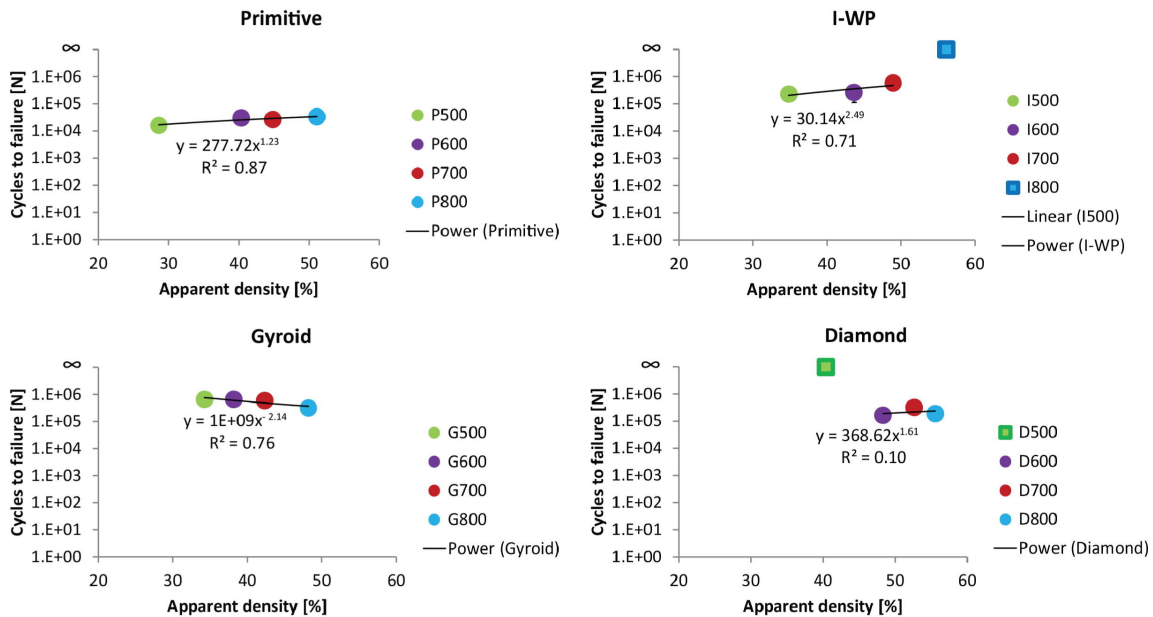 Primitive
Cycles to failure [N]
∞
1.E+06
1.E+05
1.E+04
1.E+03
1.E+02
1.E+01
1.E+00
y = 277.72x^1.23
R² = 0.87
20 30 40 50 60
Apparent density [%]
P500
P600
P700
P800
Power (Primitive)
I-WP
Cycles to failure [N]
∞
1.E+06
1.E+05
1.E+04
1.E+03
1.E+02
1.E+01
1.E+00
y = 30.14x^2.49
R² = 0.71
20 30 40 50 60
Apparent density [%]
I500
I600
I700
I800
Linear (I500)
Power (I-WP)
Gyroid
Cycles to failure [N]
∞
1.E+06
1.E+05
1.E+04
1.E+03
1.E+02
1.E+01
1.E+00
y = 1E+09x^-2.14
R² = 0.76
20 30 40 50 60
Apparent density [%]
G500
G600
G700
G800
Power (Gyroid)
Diamond
Cycles to failure [N]
∞
1.E+06
1.E+05
1.E+04
1.E+03
1.E+02
1.E+01
1.E+00
y = 368.62x^1.61
R² = 0.10
20 30 40 50 60
Apparent density [%]
D500
D600
D700
D800
Power (Diamond)